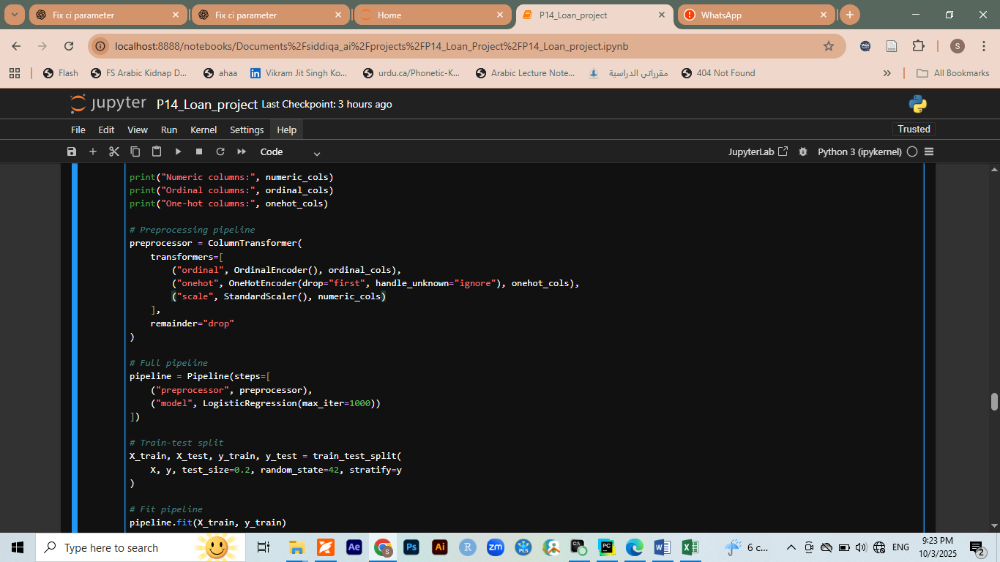 Fix ci parameter
Fix ci parameter
Home
P14_Loan_project
WhatsApp
localhost:8888/notebooks/Documents%2Fsiddiqa_ai%2Fprojects%2FP14_Loan_Project%2FP14_Loan_project.ipynb
S
Flash
FS Arabic Kidnap D...
ahaa
Vikram Jit Singh Ko...
urdu.ca/Phonetic-K...
Arabic Lecture Note...
مقرراتي الدراسية
404 Not Found
All Bookmarks
jupyter P14_Loan_project Last Checkpoint: 3 hours ago
File Edit View Run Kernel Settings Help Trusted
Code JupyterLab Python 3 (ipykernel)
print("Numeric columns:", numeric_cols)
print("Ordinal columns:", ordinal_cols)
print("One-hot columns:", onehot_cols)
# Preprocessing pipeline
preprocessor = ColumnTransformer(
transformers=[
("ordinal", OrdinalEncoder(), ordinal_cols),
("onehot", OneHotEncoder(drop="first", handle_unknown="ignore"), onehot_cols),
("scale", StandardScaler(), numeric_cols)
],
remainder="drop"
)
# Full pipeline
pipeline = Pipeline(steps=[
("preprocessor", preprocessor),
("model", LogisticRegression(max_iter=1000))
])
# Train-test split
X_train, X_test, y_train, y_test = train_test_split(
X, y, test_size=0.2, random_state=42, stratify=y
)
# Fit pipeline
pipeline.fit(X_train, y_train)
Type here to search
6 c...
ENG
9:23 PM
10/3/2025
2